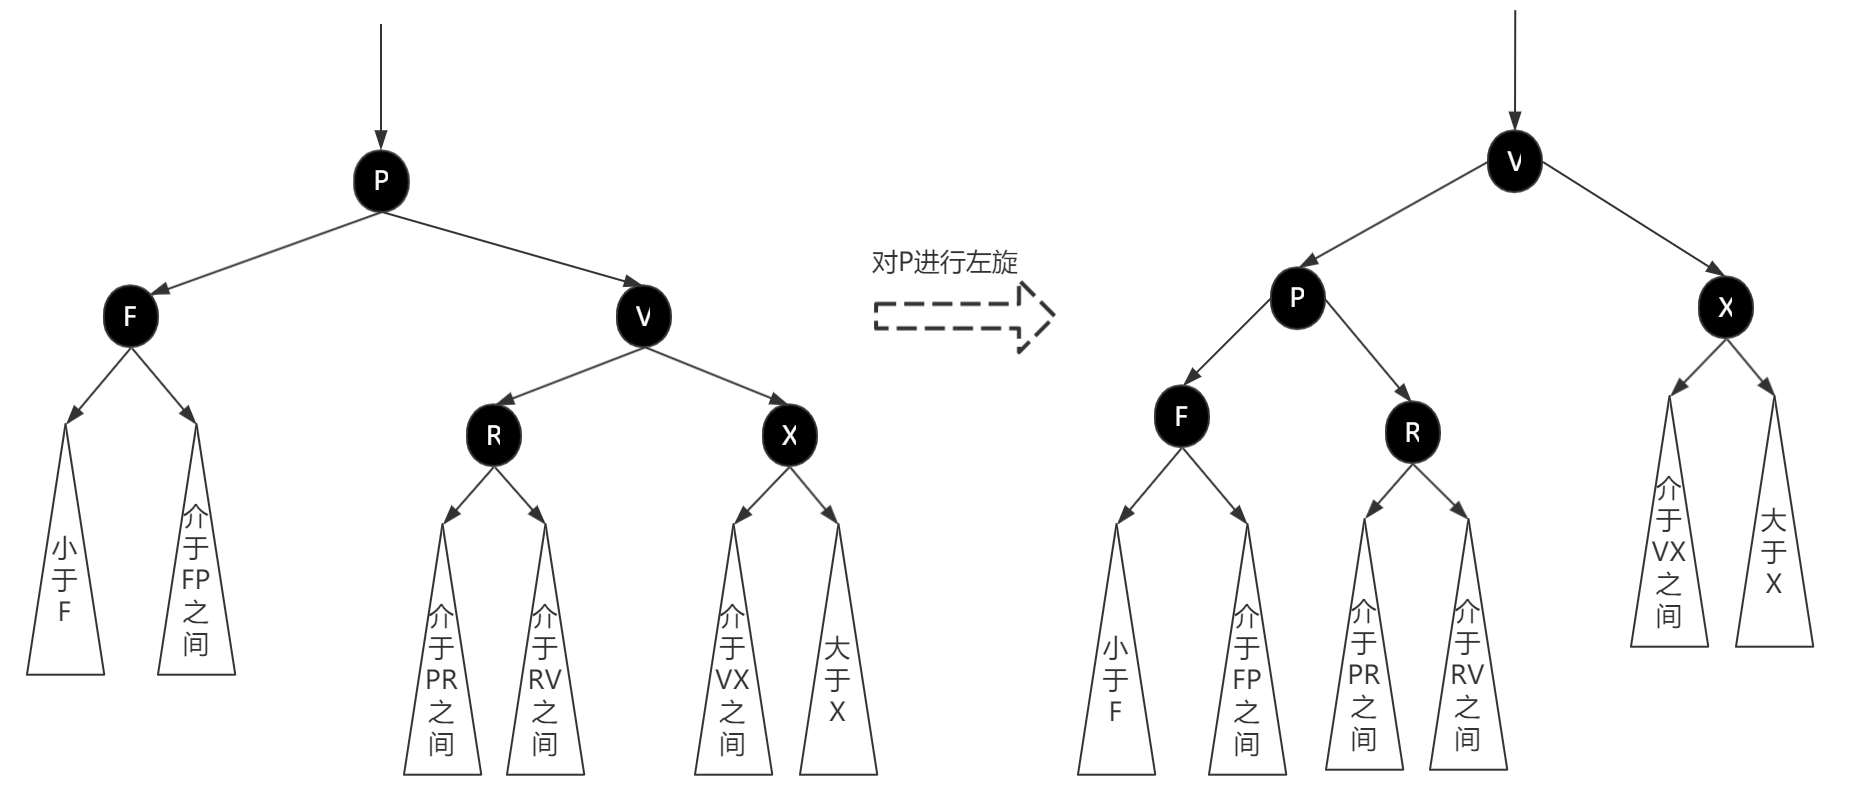 P
F
V
R
X
小于F
介于FP之间
介于PR之间
介于RV之间
介于VX之间
大于X
对P进行左旋
V
P
X
F
R
小于F
介于FP之间
介于PR之间
介于RV之间
介于VX之间
大于X